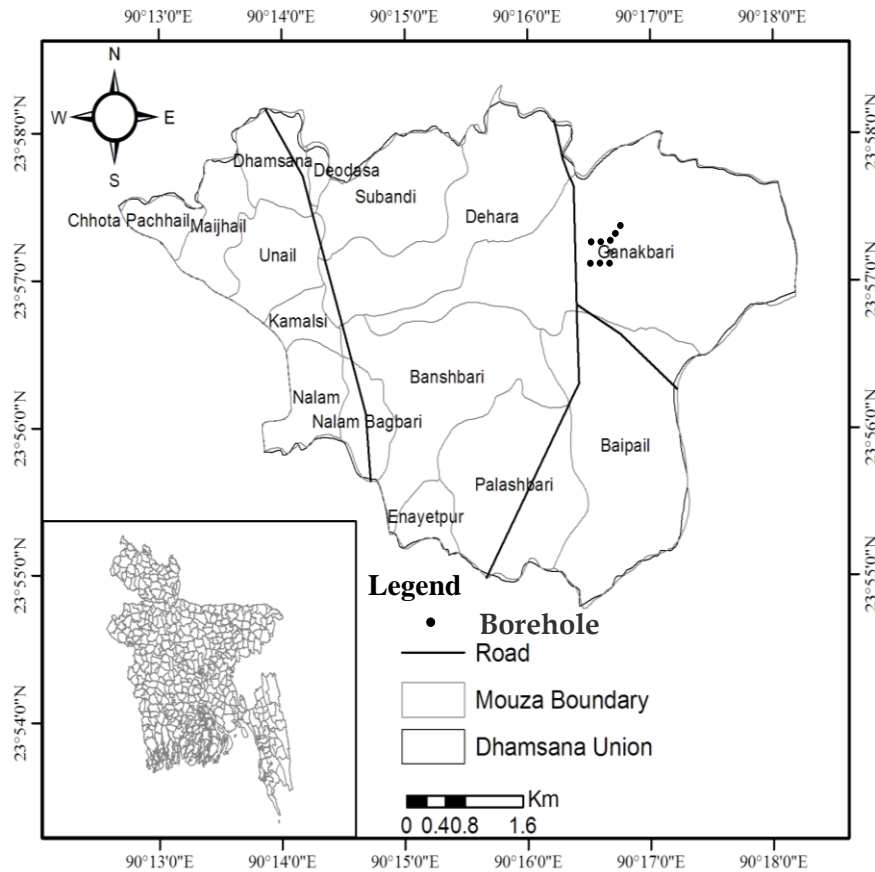 90°13'0"E 90°14'0"E 90°15'0"E 90°16'0"E 90°17'0"E 90°18'0"E
N
W E
S
23°58'0"N 23°58'0"N
Dhamsana
Deodasa
Subandi
Chhota Pachhail
Maijhail
Dehara
Unail
Ganakbari
23°57'0"N 23°57'0"N
Kamalsi
Banshbari
Nalam
Nalam Bagbari
23°56'0"N 23°56'0"N
Baipail
Palashbari
Enayetpur
23°55'0"N 23°55'0"N
Legend
Borehole
Road
Mouza Boundary
23°54'0"N 23°54'0"N
Dhamsana Union
Km
0 0.40.8 1.6
90°13'0"E 90°14'0"E 90°15'0"E 90°16'0"E 90°17'0"E 90°18'0"E